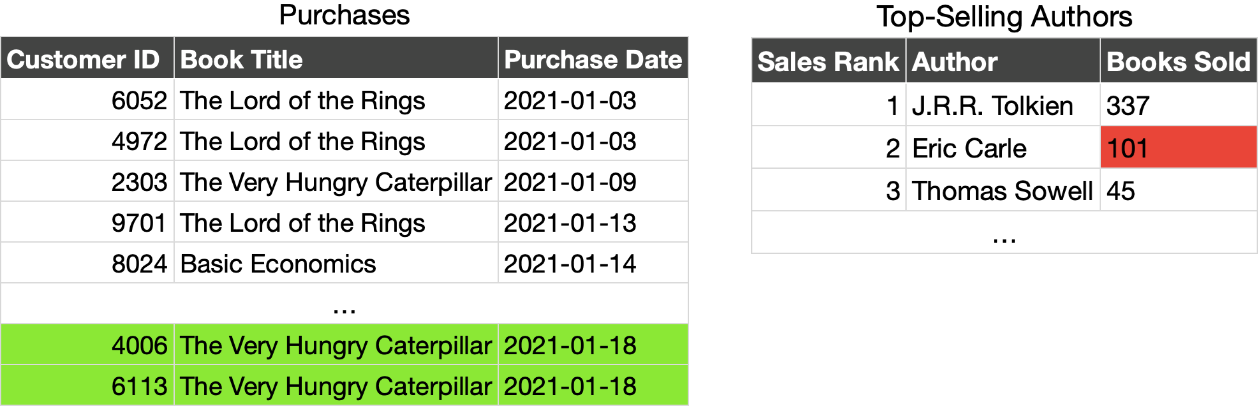 Purchases
Customer ID Book Title Purchase Date
6052 The Lord of the Rings 2021-01-03
4972 The Lord of the Rings 2021-01-03
2303 The Very Hungry Caterpillar 2021-01-09
9701 The Lord of the Rings 2021-01-13
8024 Basic Economics 2021-01-14
...
4006 The Very Hungry Caterpillar 2021-01-18
6113 The Very Hungry Caterpillar 2021-01-18
Top-Selling Authors
Sales Rank Author Books Sold
1 J.R.R. Tolkien 337
2 Eric Carle 101
3 Thomas Sowell 45
...